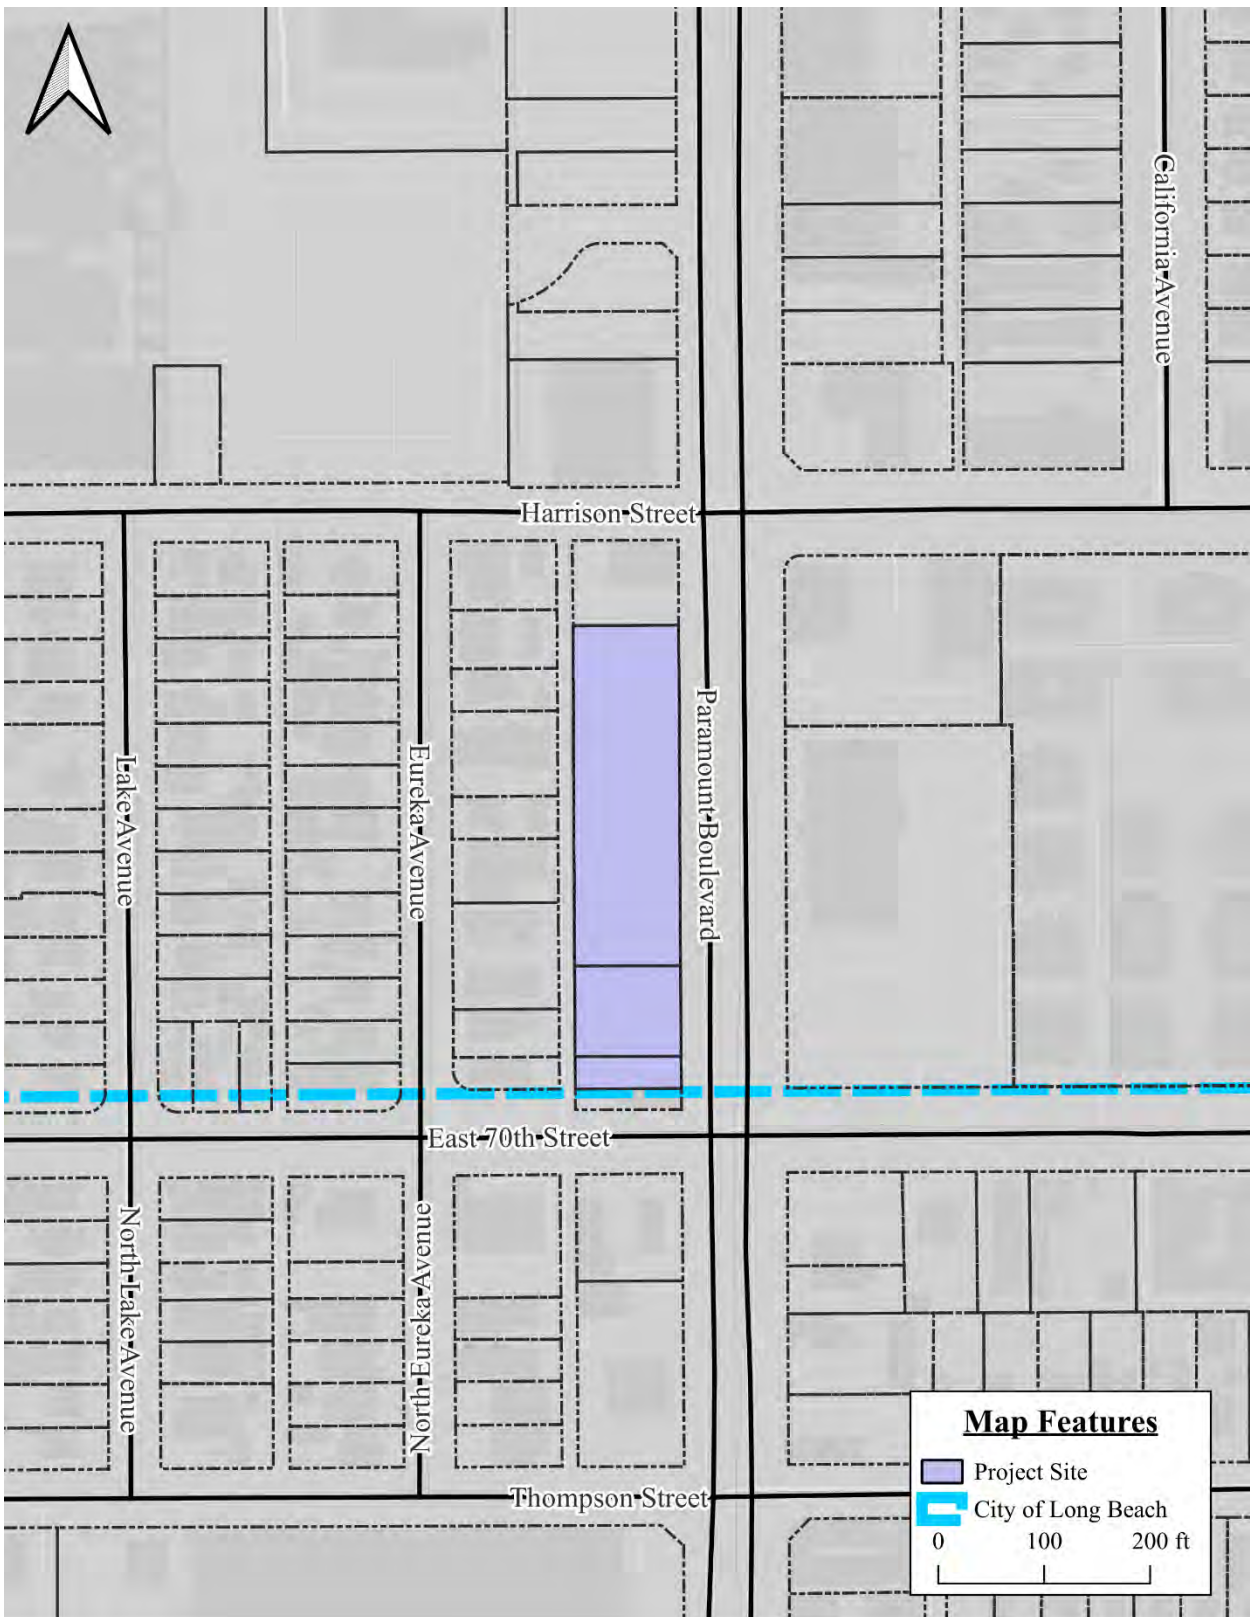 California Avenue
Harrison Street
Paramount Boulevard
Lake Avenue
Eureka Avenue
East 70th Street
North Lake Avenue
North Eureka Avenue
Thompson Street
Map Features
Project Site
City of Long Beach
0 100 200 ft